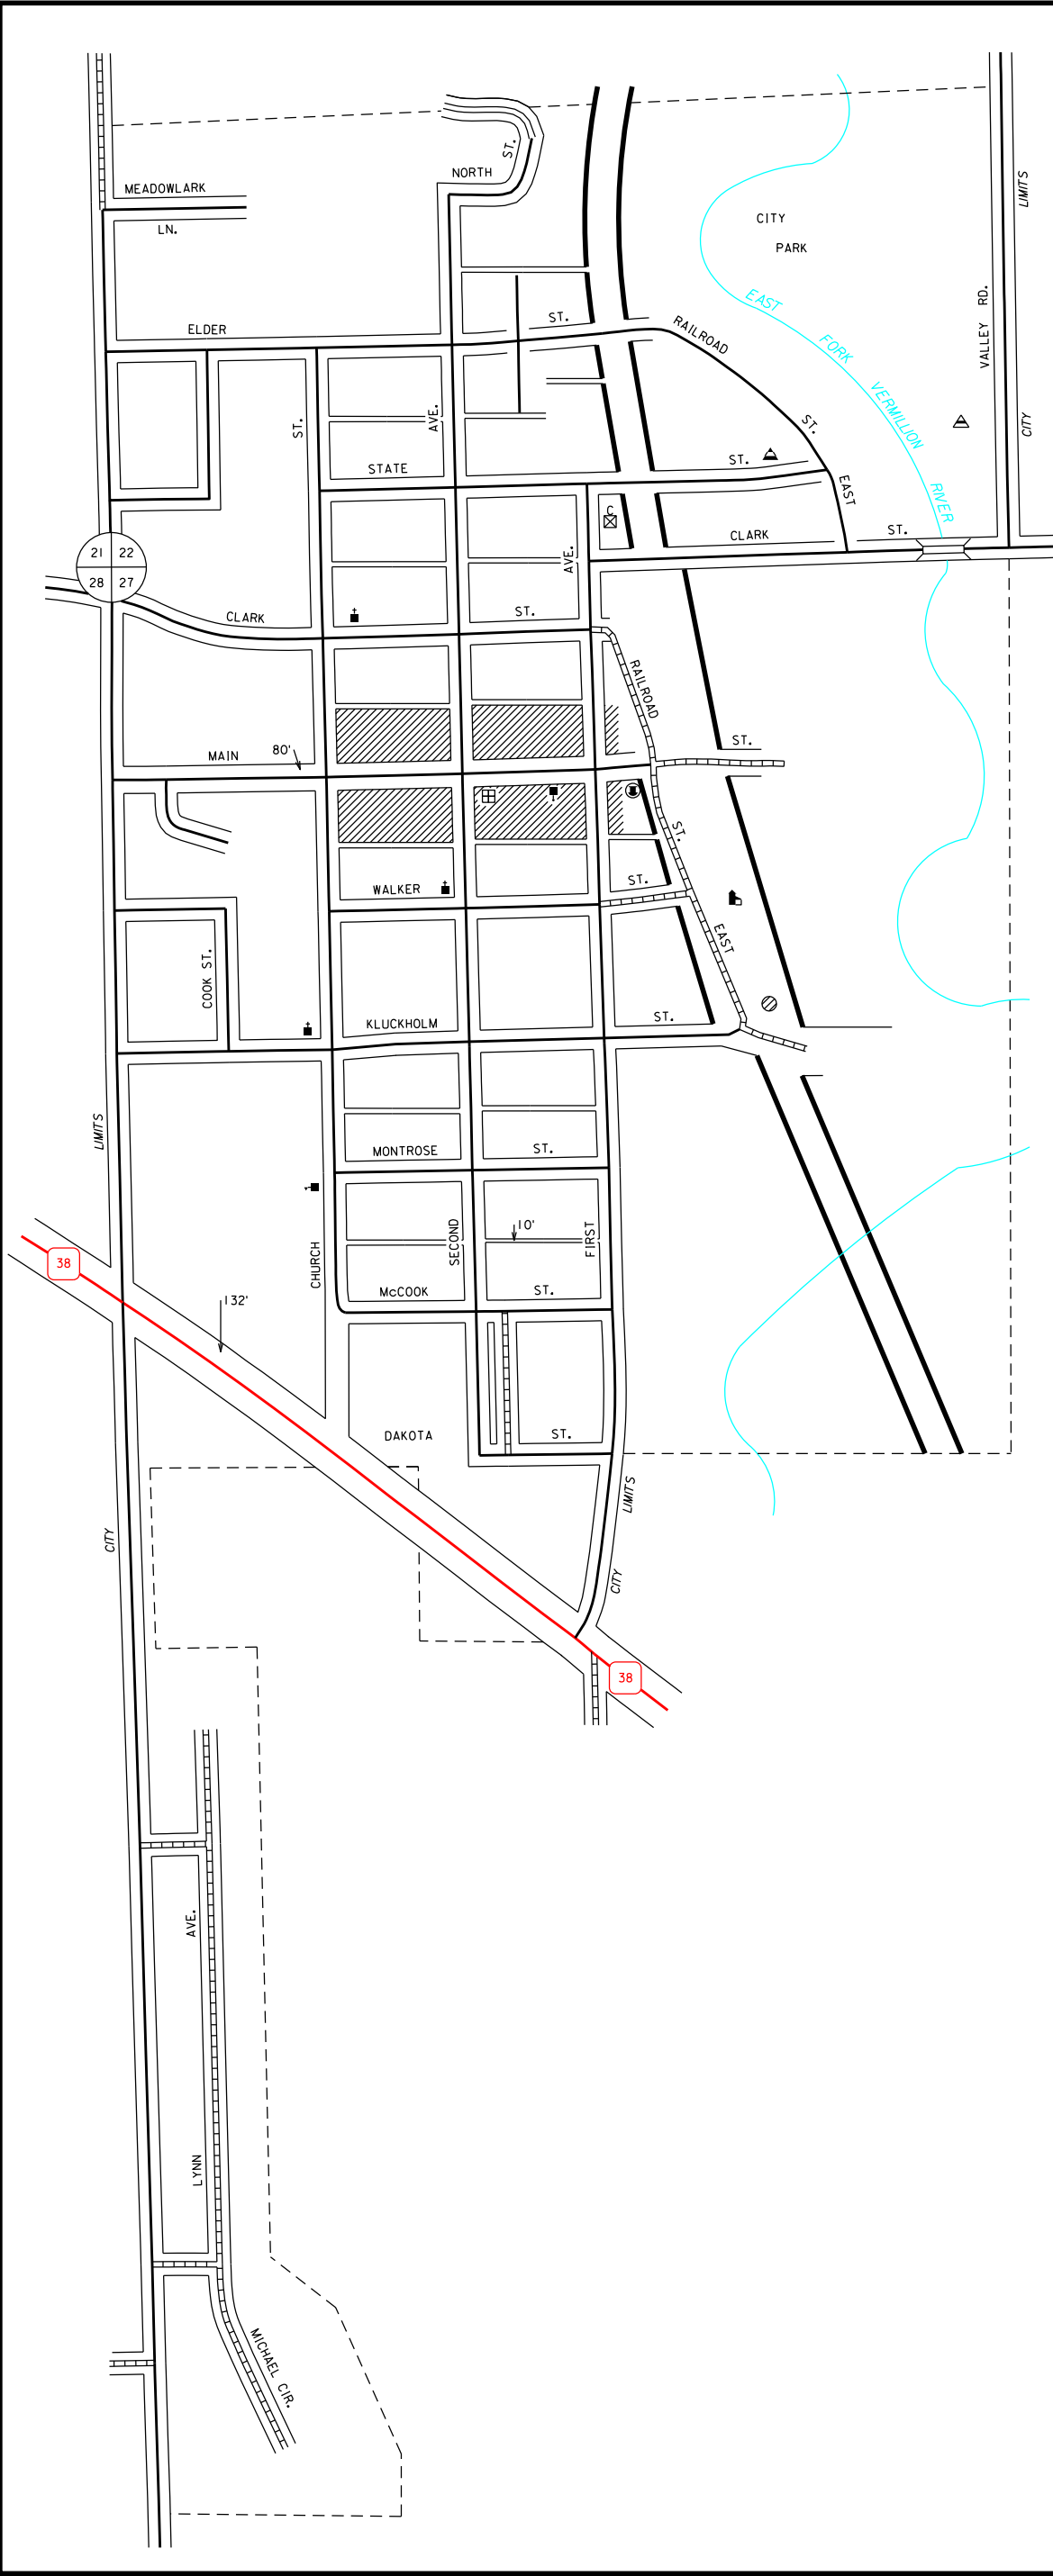 NORTH
ST.
MEADOWLARK
LN.
CITY
PARK
LIMITS
CITY
VALLEY RD.
EAST
FORK
VERMILLION
RIVER
ELDER
ST.
RAILROAD
ST.
EAST
ST.
AVE.
STATE
ST.
C
CLARK
ST.
AVE.
21 22
28 27
CLARK
ST.
RAILROAD
ST.
EAST
MAIN
80'
ST.
WALKER
ST.
COOK ST.
KLUCKHOLM
ST.
LIMITS
CITY
MONTROSE
ST.
CHURCH
SECOND
FIRST
10'
38
132'
McCOOK
ST.
DAKOTA
ST.
LIMITS
CITY
38
AVE.
LYNN
MICHAEL CIR.